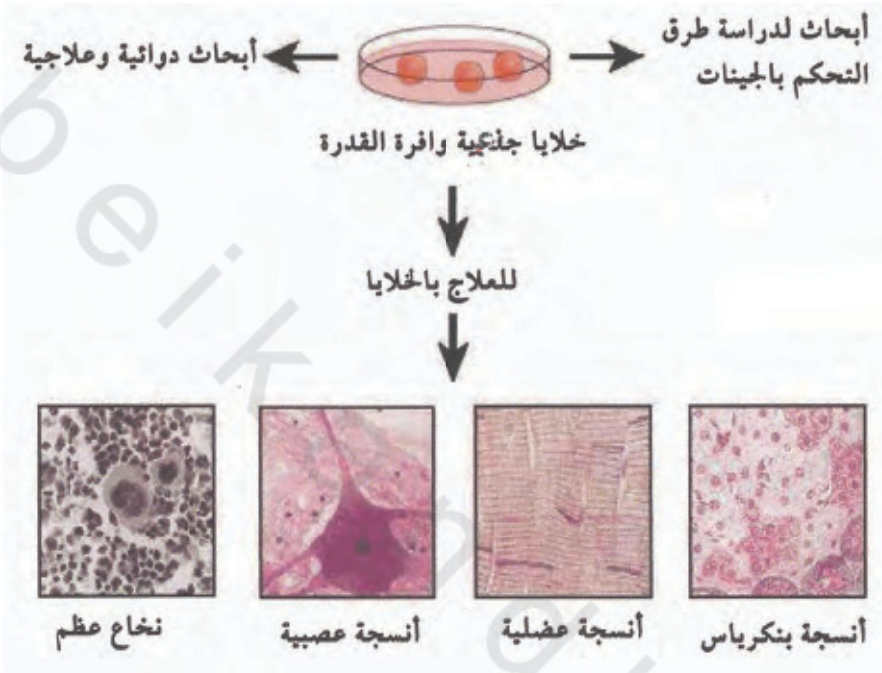 أبحاث لدراسة طرق
التحكم بالجينات
أبحاث دوائية وعلاجية
خلايا جذعية وافرة القدرة
للعلاج بالخلايا
أنسجة بنكرياس
أنسجة عضلية
أنسجة عصبية
نخاع عظم
b e i k n d